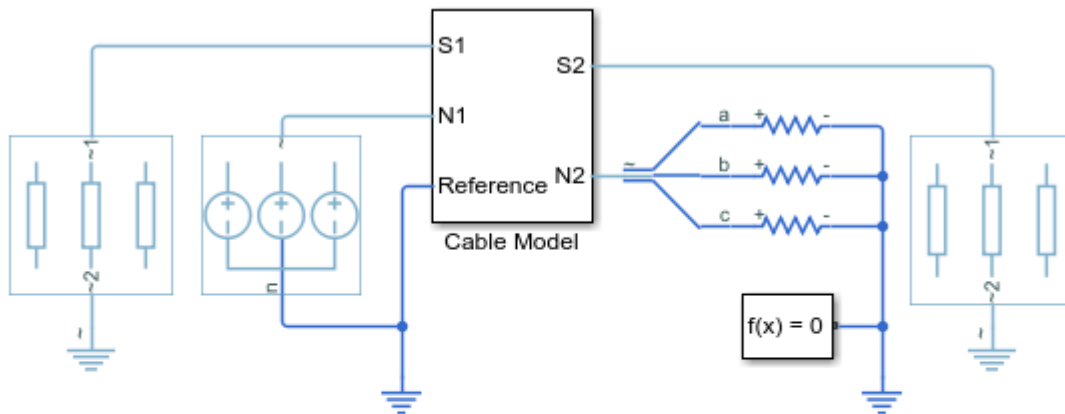 S1
S2
N1
a + -
~1
~
~
b + -
~1
N2
Reference
c + -
Cable Model
~2
n
~2
f(x) = 0
~
~